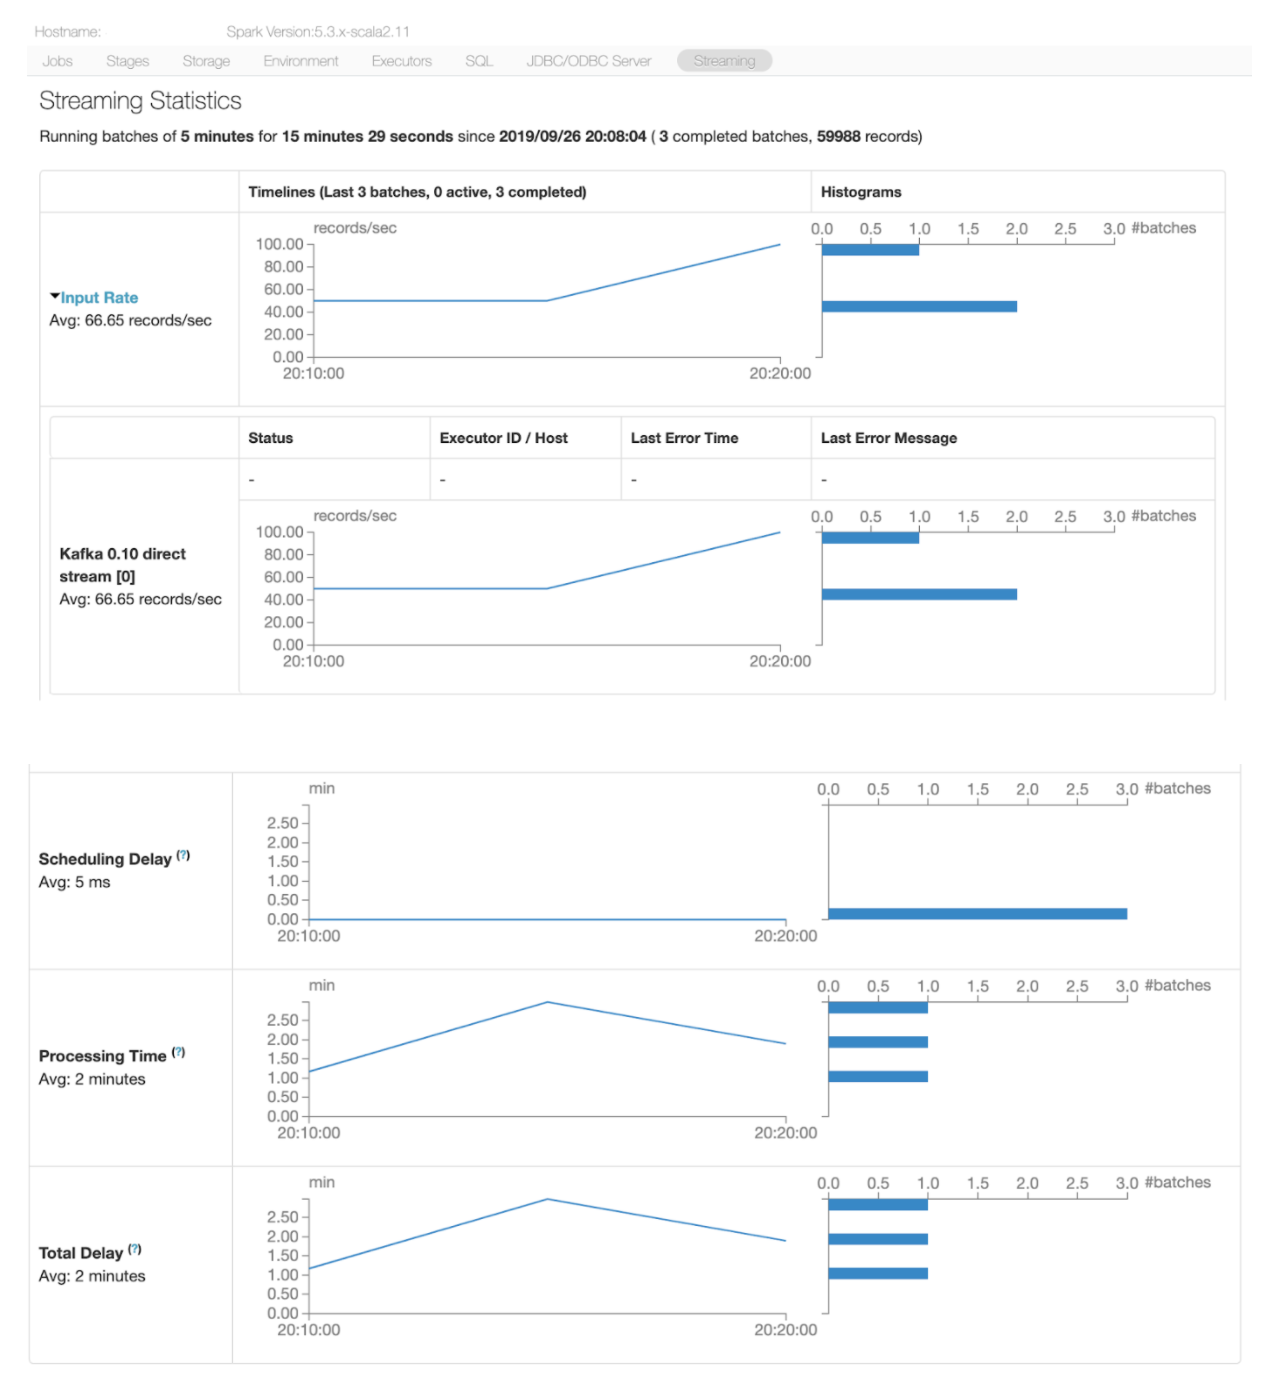 Hostname: Spark Version:5.3.x-scala2.11
Jobs Stages Storage Environment Executors SQL JDBC/ODBC Server Streaming
Streaming Statistics
Running batches of 5 minutes for 15 minutes 29 seconds since 2019/09/26 20:08:04 ( 3 completed batches, 59988 records)
Timelines (Last 3 batches, 0 active, 3 completed) Histograms
Input Rate
Avg: 66.65 records/sec
records/sec
100.00
80.00
60.00
40.00
20.00
0.00
20:10:00 20:20:00
0.0 0.5 1.0 1.5 2.0 2.5 3.0 #batches
Status Executor ID / Host Last Error Time Last Error Message
- - - -
Kafka 0.10 direct
stream [0]
Avg: 66.65 records/sec
records/sec
100.00
80.00
60.00
40.00
20.00
0.00
20:10:00 20:20:00
0.0 0.5 1.0 1.5 2.0 2.5 3.0 #batches
Scheduling Delay (?)
Avg: 5 ms
min
2.50
2.00
1.50
1.00
0.50
0.00
20:10:00 20:20:00
0.0 0.5 1.0 1.5 2.0 2.5 3.0 #batches
Processing Time (?)
Avg: 2 minutes
min
2.50
2.00
1.50
1.00
0.50
0.00
20:10:00 20:20:00
0.0 0.5 1.0 1.5 2.0 2.5 3.0 #batches
Total Delay (?)
Avg: 2 minutes
min
2.50
2.00
1.50
1.00
0.50
0.00
20:10:00 20:20:00
0.0 0.5 1.0 1.5 2.0 2.5 3.0 #batches